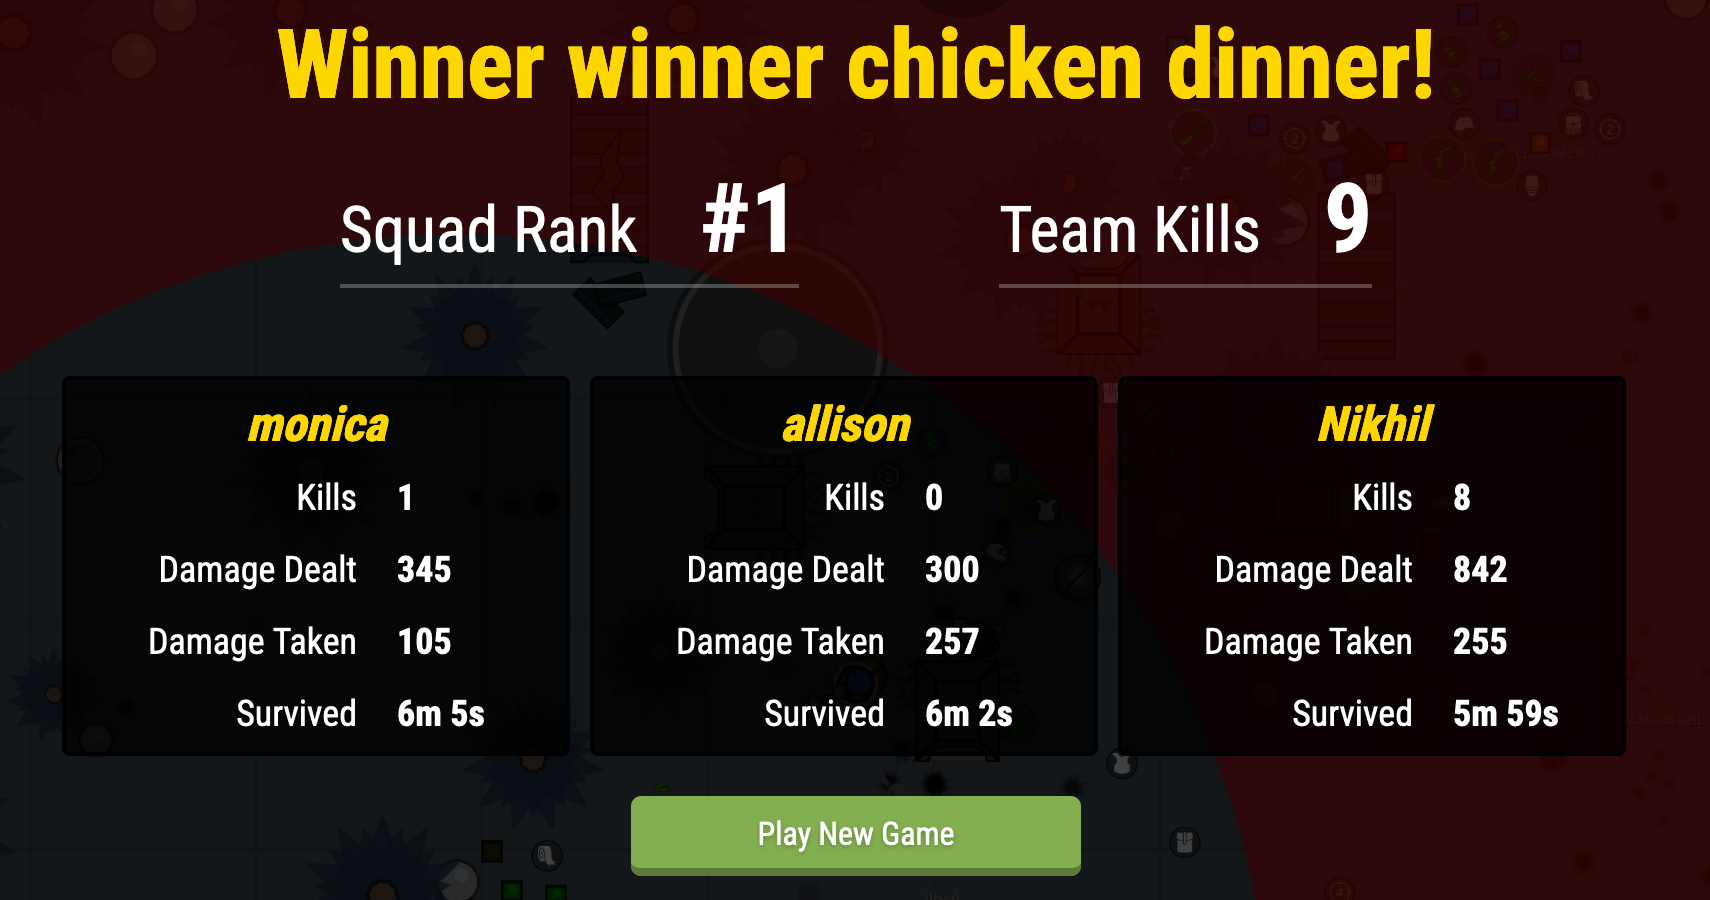 Winner winner chicken dinner!
Squad Rank #1
Team Kills 9
monica
Kills 1
Damage Dealt 345
Damage Taken 105
Survived 6m 5s
allison
Kills 0
Damage Dealt 300
Damage Taken 257
Survived 6m 2s
Nikhil
Kills 8
Damage Dealt 842
Damage Taken 255
Survived 5m 59s
Play New Game